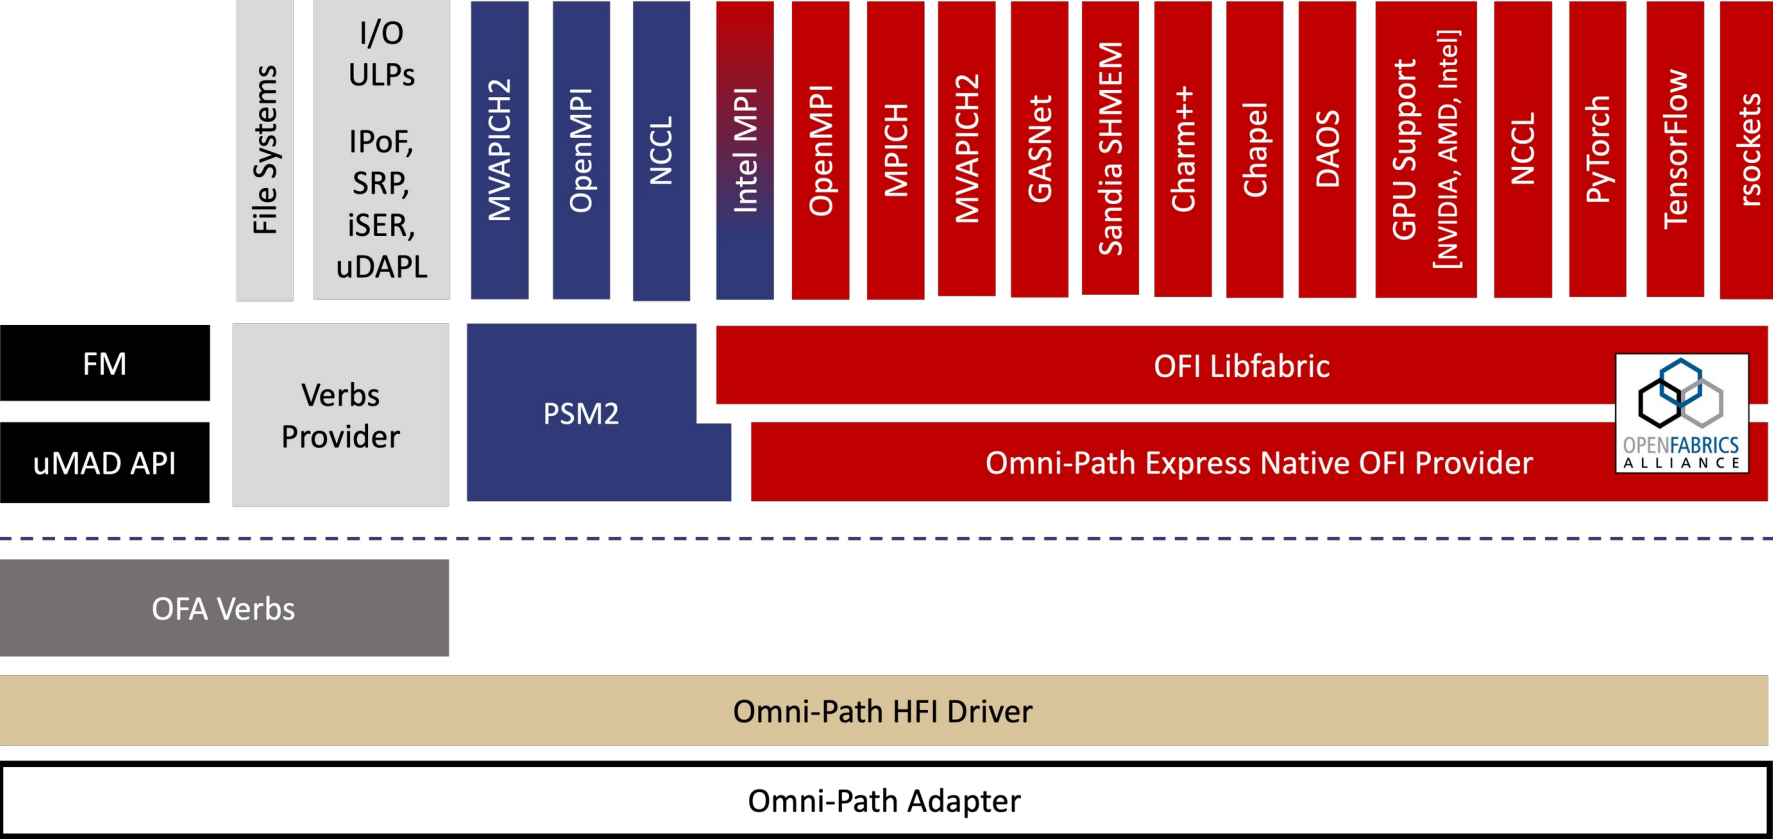 File Systems
I/O
ULPs
IPoF,
SRP,
iSER,
uDAPL
MVAPICH2
OpenMPI
NCCL
Intel MPI
OpenMPI
MPICH
MVAPICH2
GASNet
Sandia SHMEM
Charm++
Chapel
DAOS
GPU Support
[NVIDIA, AMD, Intel]
NCCL
PyTorch
TensorFlow
rsockets
FM
uMAD API
Verbs
Provider
PSM2
OFI Libfabric
Omni-Path Express Native OFI Provider
OPENFABRICS
ALLIANCE
OFA Verbs
Omni-Path HFI Driver
Omni-Path Adapter